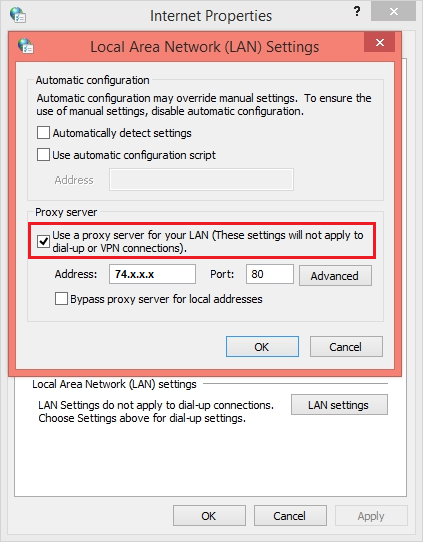 Internet Properties
?
Local Area Network (LAN) Settings
Automatic configuration
Automatic configuration may override manual settings. To ensure the
use of manual settings, disable automatic configuration.
Automatically detect settings
Use automatic configuration script
Address
Proxy server
Use a proxy server for your LAN (These settings will not apply to
dial-up or VPN connections).
Address: 74.x.x.x Port: 80 Advanced
Bypass proxy server for local addresses
OK Cancel
Local Area Network (LAN) settings
LAN Settings do not apply to dial-up connections. LAN settings
Choose Settings above for dial-up settings.
OK Cancel Apply